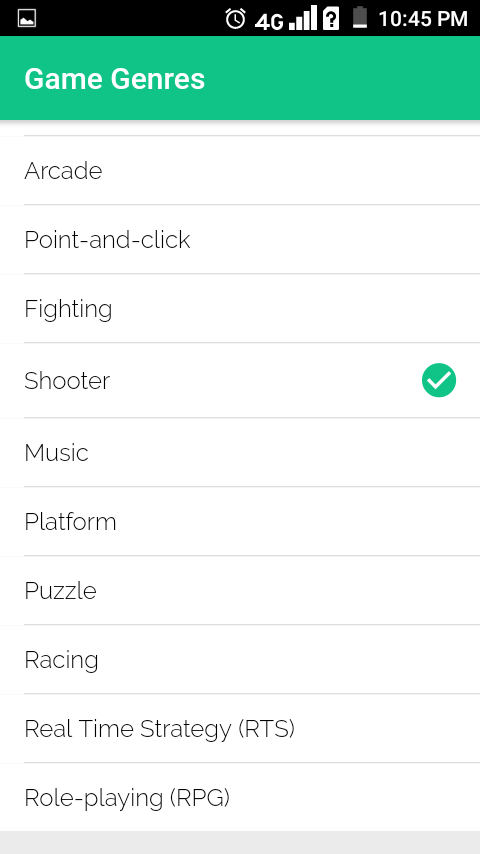 4G 10:45 PM
Game Genres
Arcade
Point-and-click
Fighting
Shooter
Music
Platform
Puzzle
Racing
Real Time Strategy (RTS)
Role-playing (RPG)